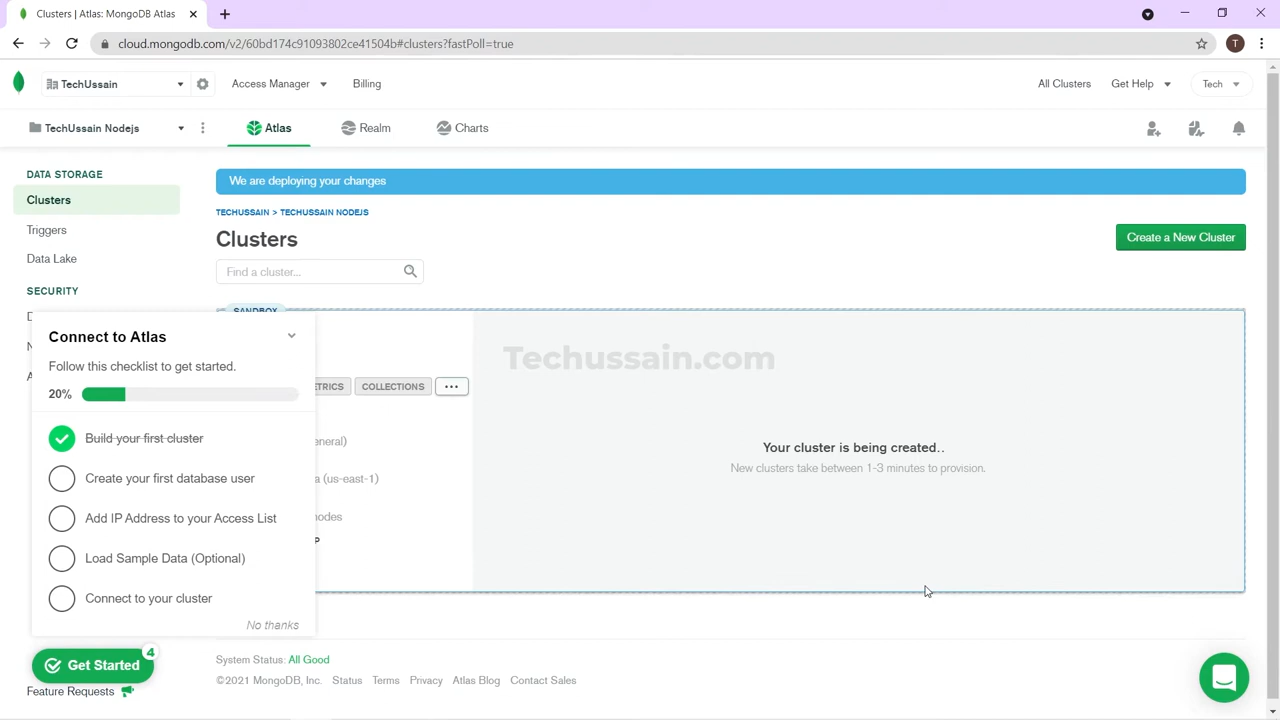 Clusters | Atlas: MongoDB Atlas
cloud.mongodb.com/v2/60bd174c91093802ce41504b#clusters?fastPoll=true
T
TechUssain
Access Manager
Billing
All Clusters
Get Help
Tech
TechUssain Nodejs
Atlas
Realm
Charts
DATA STORAGE
Clusters
Triggers
Data Lake
SECURITY
We are deploying your changes
TECHUSSAIN > TECHUSSAIN NODEJS
Clusters
Create a New Cluster
Find a cluster...
SANDBOX
Connect to Atlas
Follow this checklist to get started.
20%
Build your first cluster
Create your first database user
Add IP Address to your Access List
Load Sample Data (Optional)
Connect to your cluster
No thanks
COLLECTIONS
...
(us-east-1)
Techussain.com
Your cluster is being created..
New clusters take between 1-3 minutes to provision.
Get Started
4
Feature Requests
System Status: All Good
©2021 MongoDB, Inc. Status Terms Privacy Atlas Blog Contact Sales